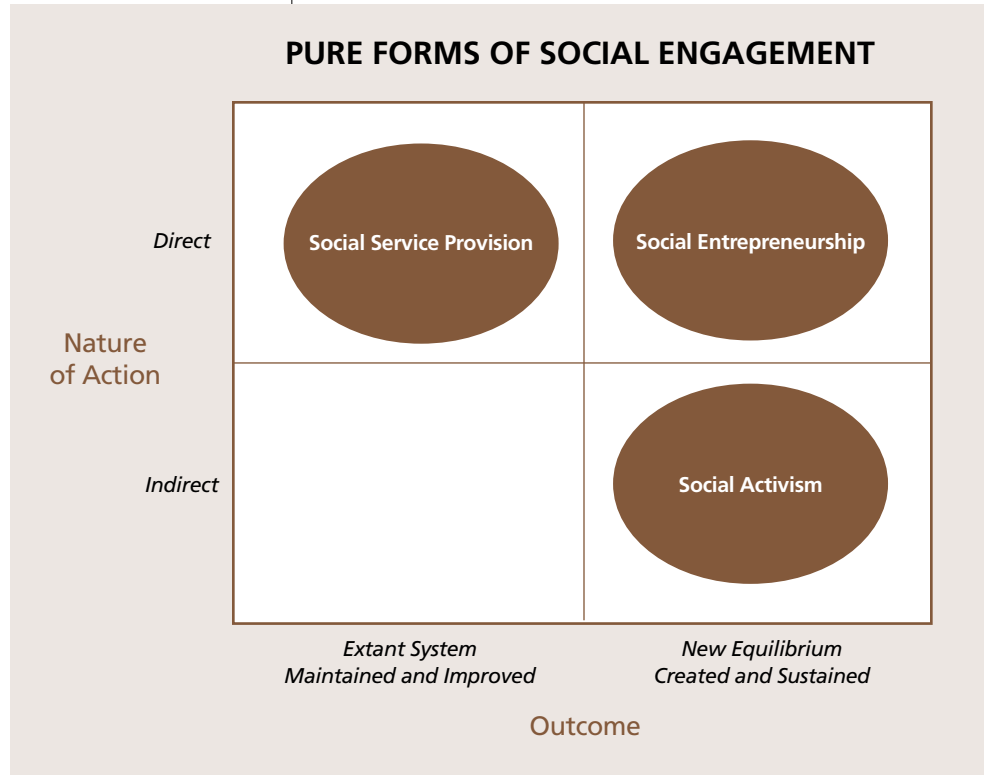 PURE FORMS OF SOCIAL ENGAGEMENT
Direct
Social Service Provision
Social Entrepreneurship
Nature
of Action
Indirect
Social Activism
Extant System
Maintained and Improved
New Equilibrium
Created and Sustained
Outcome